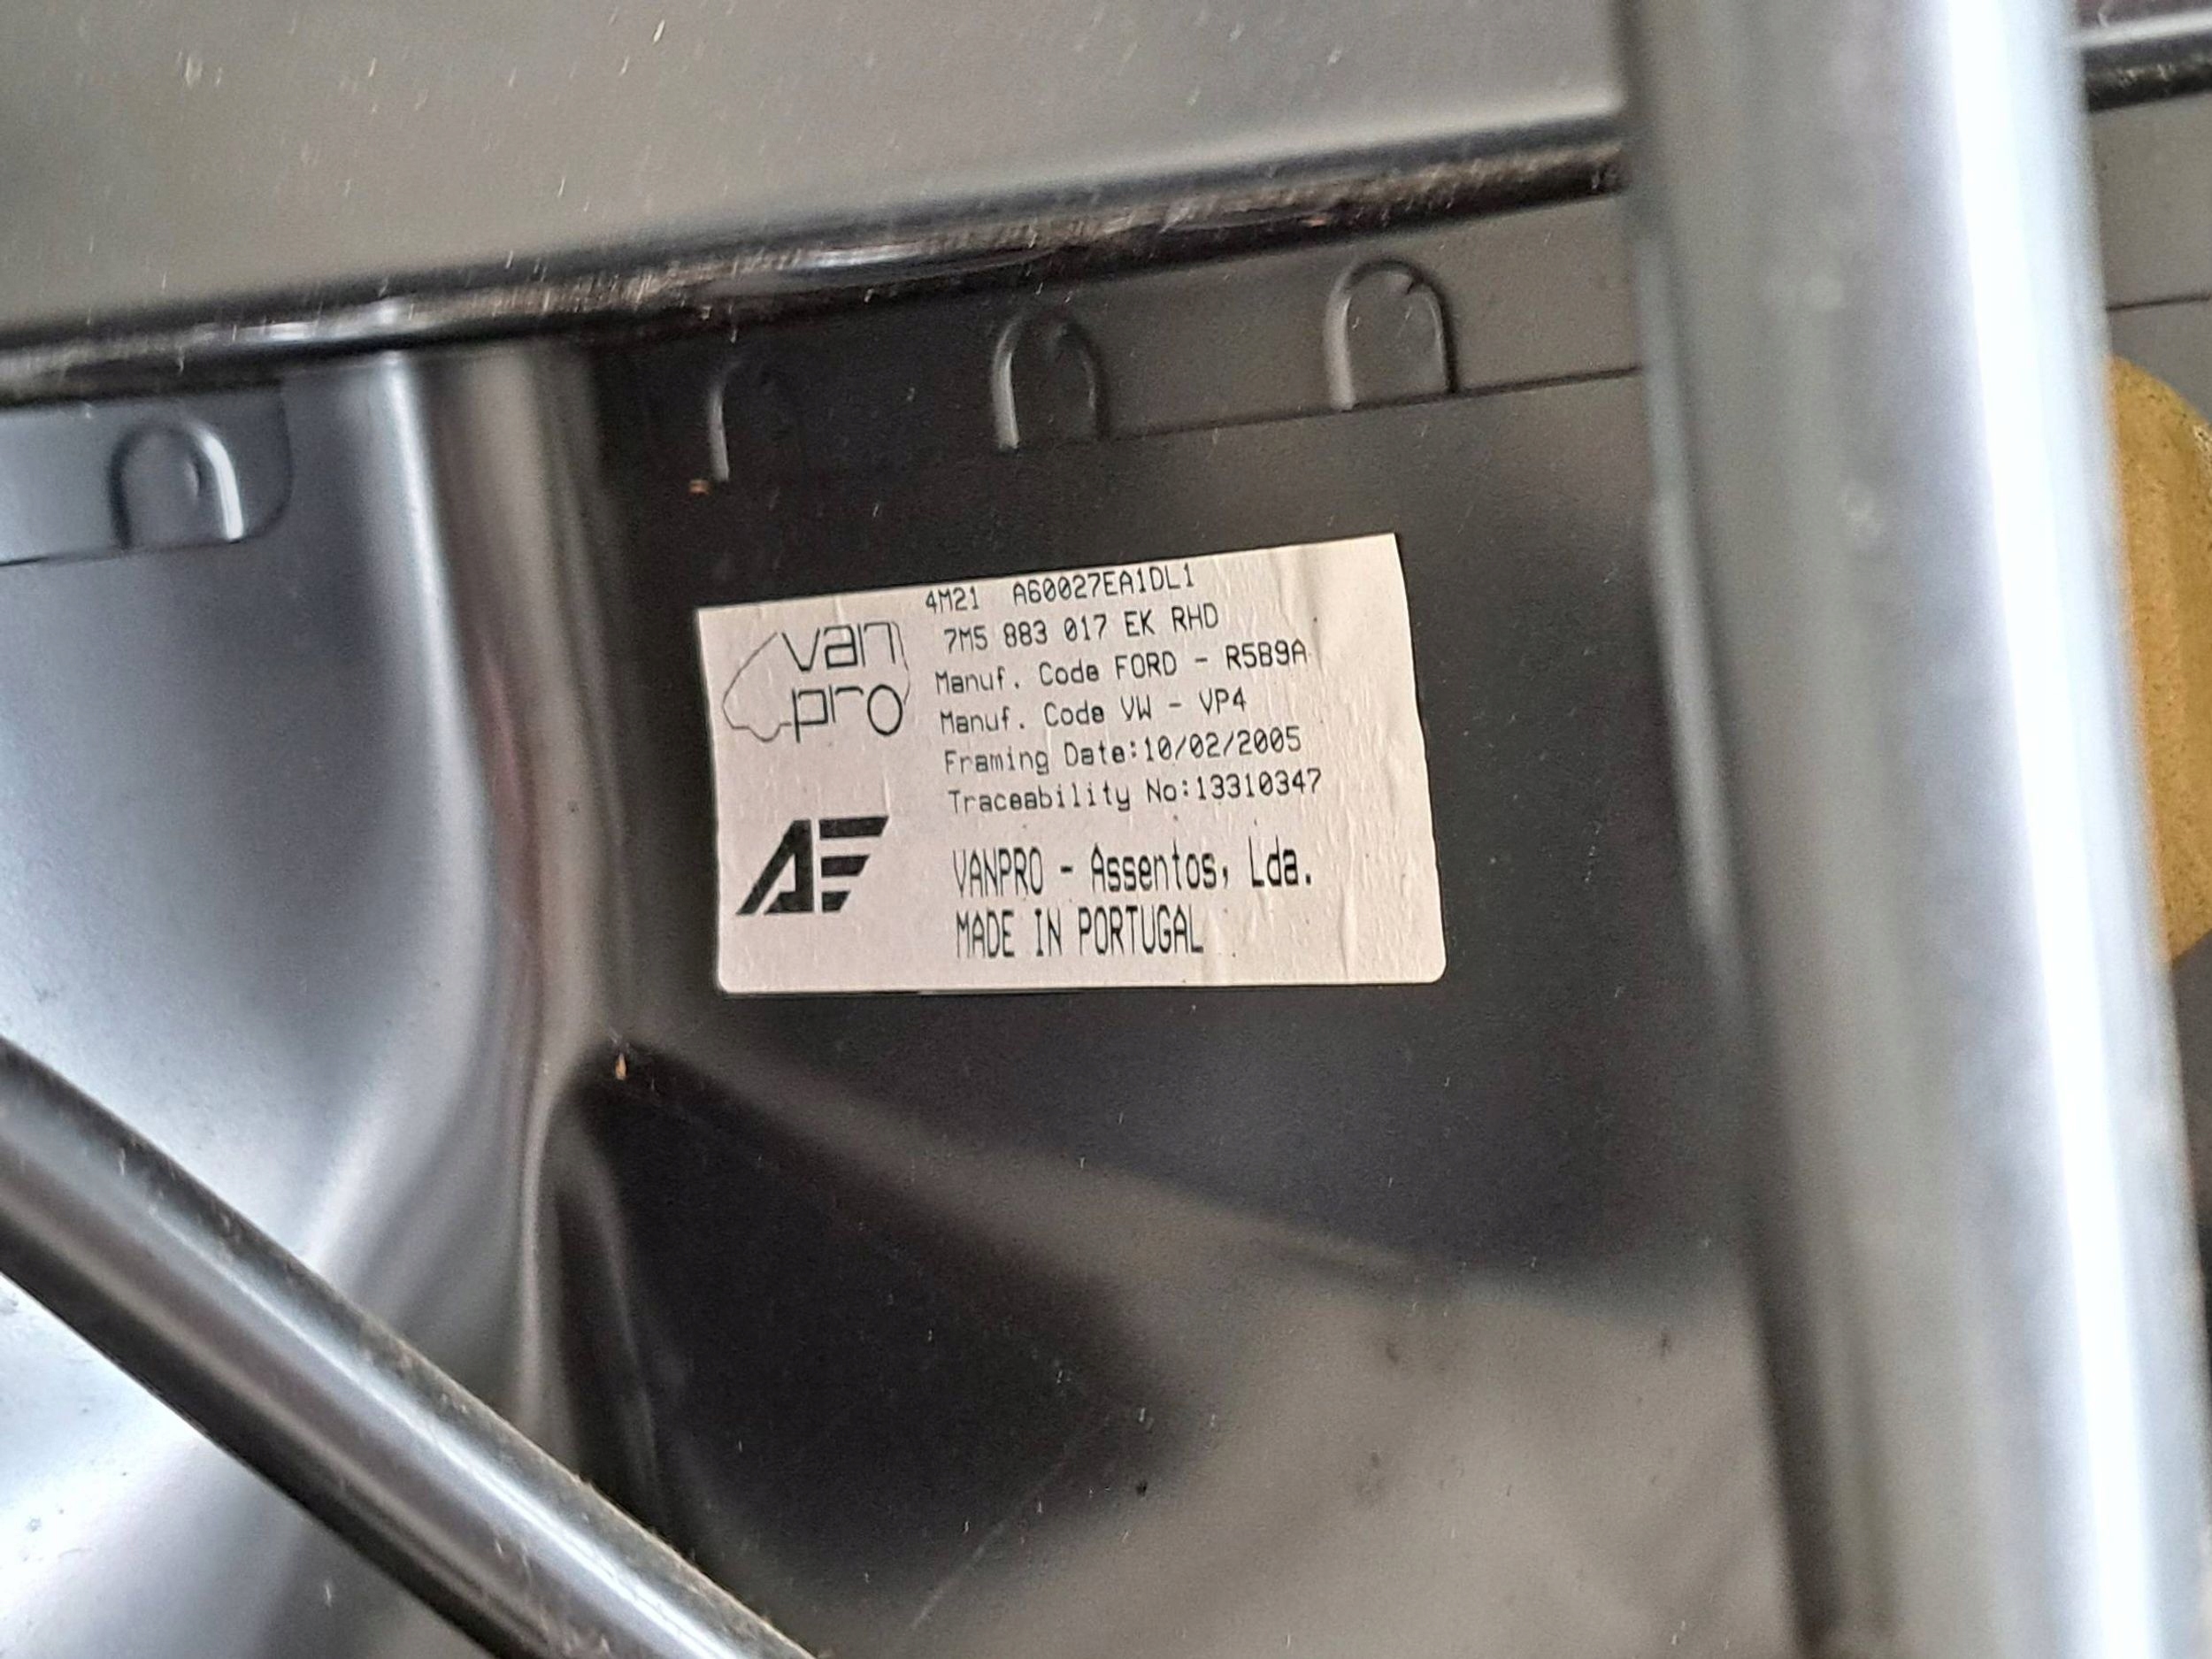 4M21 A60027EA1DL1
7M5 883 017 EK RHD
Manuf. Code FORD - R5B9A
Manuf. Code VW - VP4
Framing Date:10/02/2005
Traceability No:13310347
van
pro
AE
VANPRO - Assentos, Lda.
MADE IN PORTUGAL